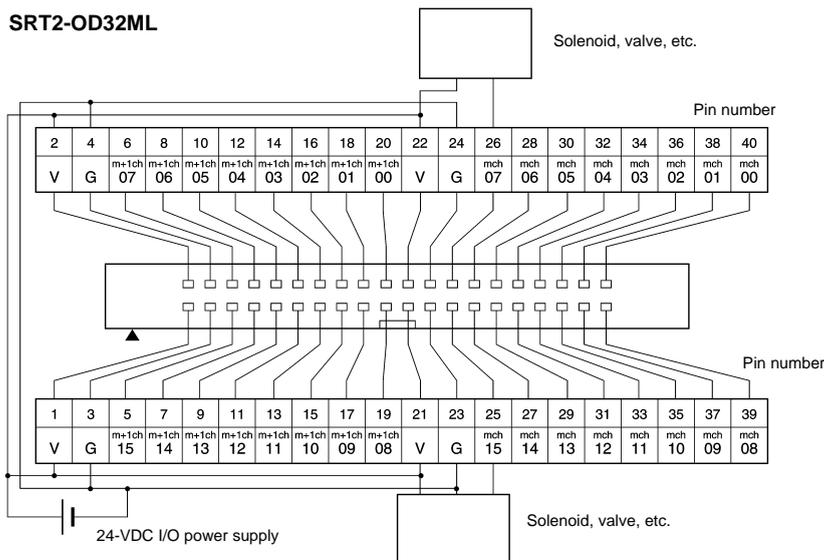 SRT2-OD32ML
Solenoid, valve, etc.
Pin number
2 4 6 8 10 12 14 16 18 20 22 24 26 28 30 32 34 36 38 40
m+1ch m+1ch m+1ch m+1ch m+1ch m+1ch m+1ch m+1ch mch mch mch mch mch mch mch mch
V G 07 06 05 04 03 02 01 00 V G 07 06 05 04 03 02 01 00
Pin number
1 3 5 7 9 11 13 15 17 19 21 23 25 27 29 31 33 35 37 39
m+1ch m+1ch m+1ch m+1ch m+1ch m+1ch m+1ch m+1ch mch mch mch mch mch mch mch mch
V G 15 14 13 12 11 10 09 08 V G 15 14 13 12 11 10 09 08
24-VDC I/O power supply
Solenoid, valve, etc.